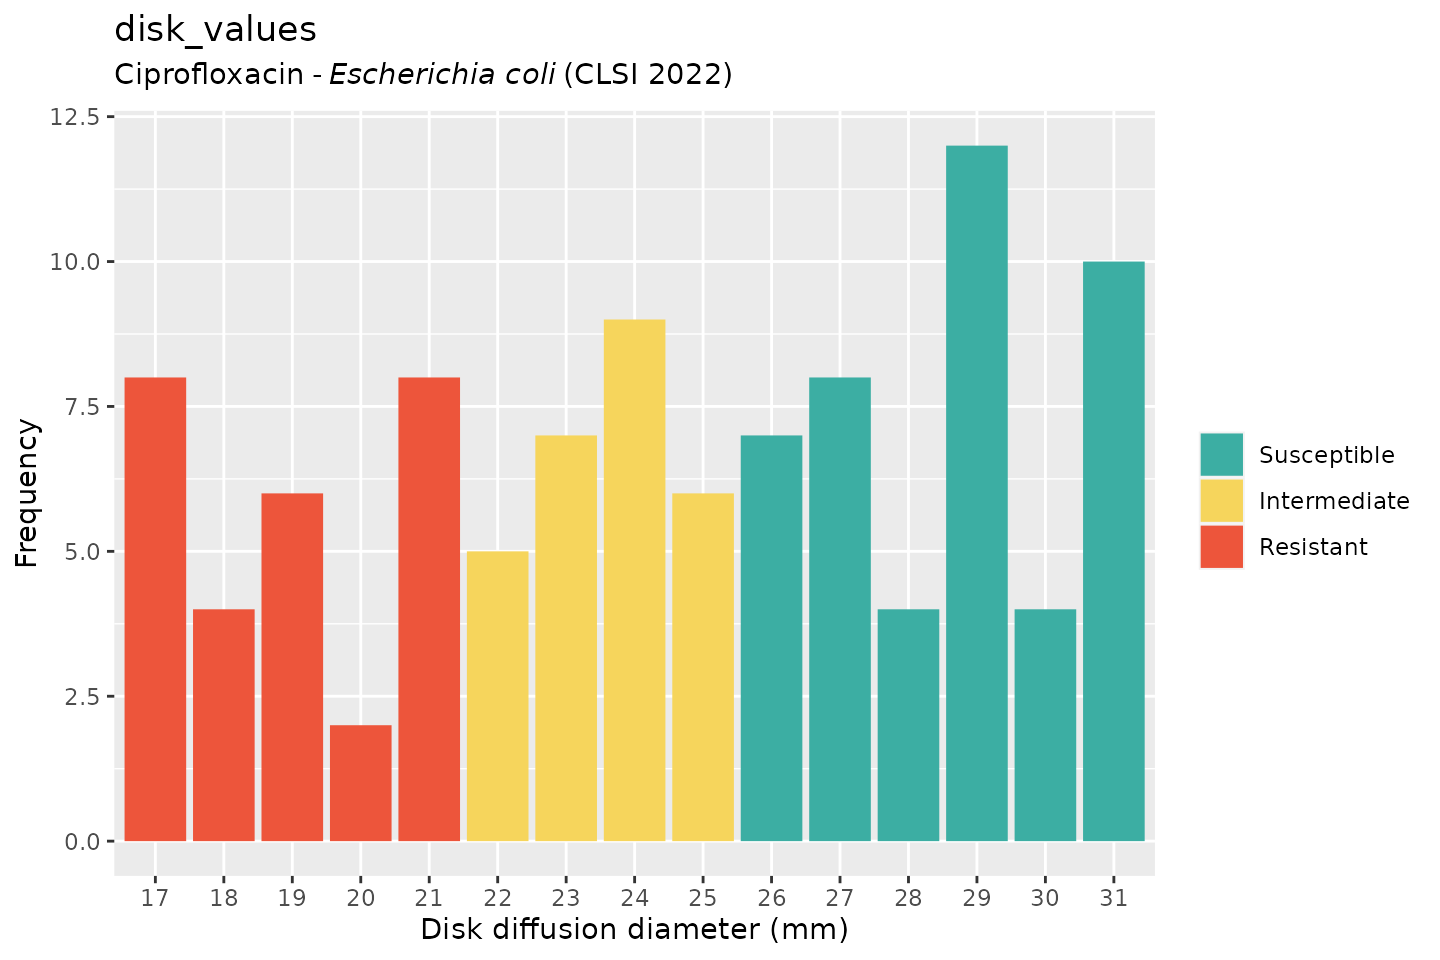 disk_values
Ciprofloxacin - Escherichia coli (CLSI 2022)
12.5
10.0
7.5
5.0
2.5
0.0
Frequency
17 18 19 20 21 22 23 24 25 26 27 28 29 30 31
Disk diffusion diameter (mm)
Susceptible
Intermediate
Resistant